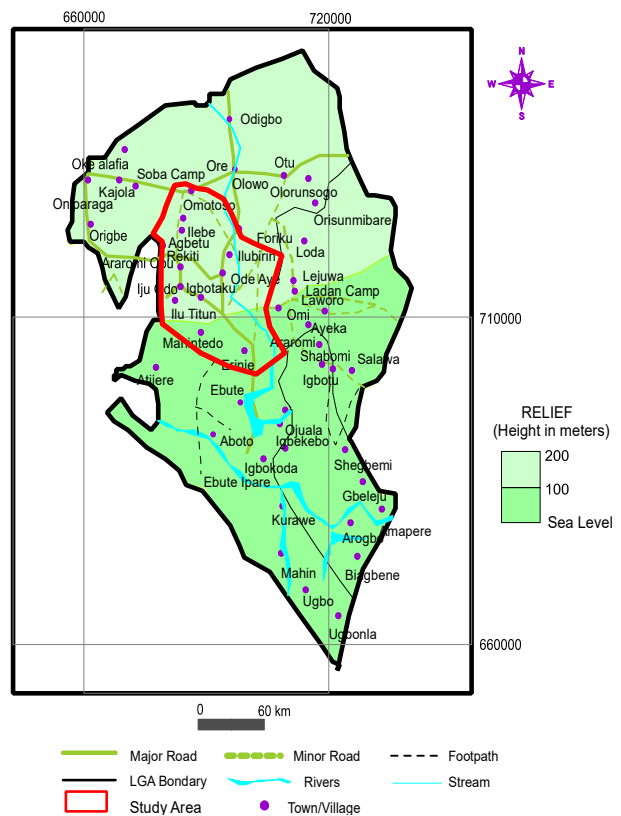 660000
720000
N
W E
S
Odigbo
Oke alafia
Soba Camp
Ore
Otu
Kajola
Olowo
Olorunsogo
Oniparaga
Omotoso
Orisunmibare
Origbe
Ilebe
Foriku
Agbetu
Loda
Araromi Obu
Rekiti
Ilubirin
Iju Odo
Igbotaku
Ode Aye
Lejuwa
Ladan Camp
Laworo
Ilu Titun
Omi
710000
Ayeka
Manintedo
Araromi
Erinje
Shabomi
Salawa
Atijere
Igbotu
Ebute
Ojuala
Aboto
Igbekebo
Igbokoda
Shegbemi
Ebute Ipare
Gbeleju
Kurawe
Amapere
Arogbo
Mahin
Biagbene
Ugbo
Ugbonla
660000
RELIEF
(Height in meters)
200
100
Sea Level
0 60 km
Major Road Minor Road Footpath
LGA Bondary Rivers Stream
Study Area Town/Village